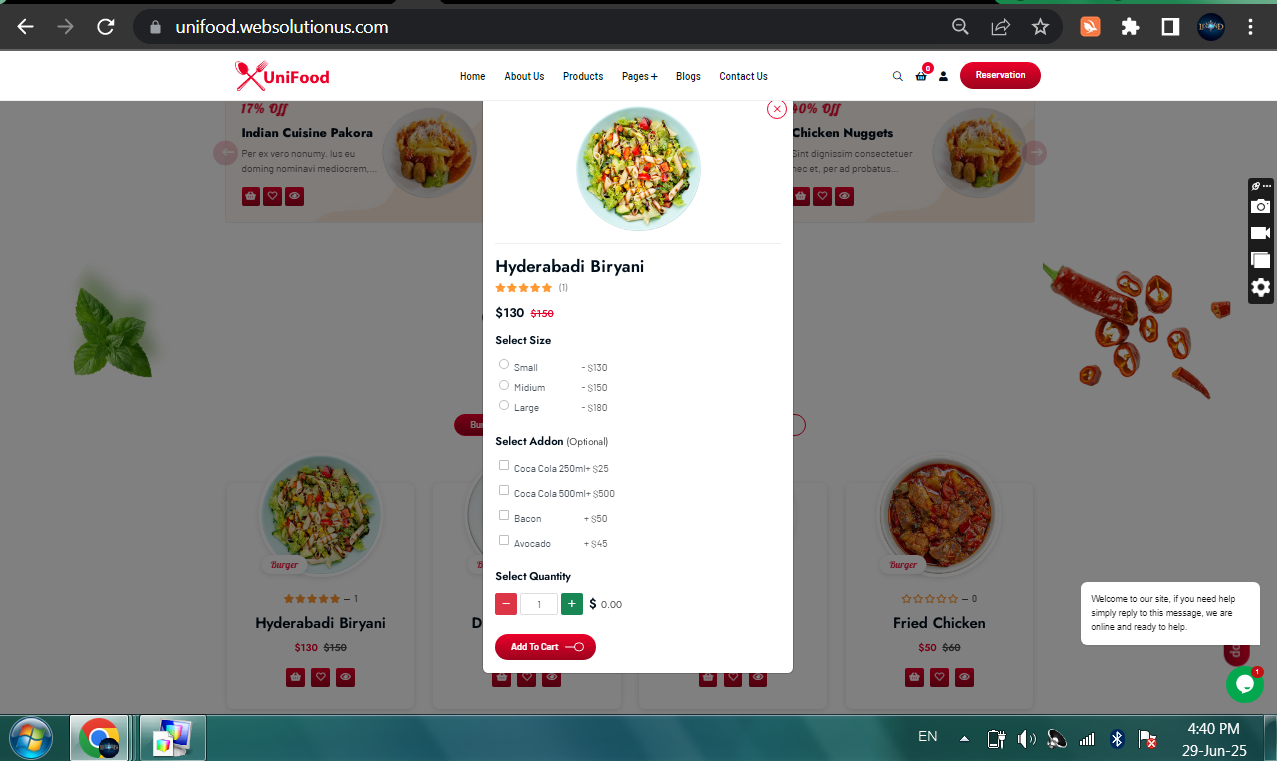 unifood.websolutionus.com
UniFood
Home About Us Products Pages + Blogs Contact Us
0
Reservation
17% Off
Indian Cuisine Pakora
Per ex vero nonumy. Ius eu
doming nominavi mediocrem,...
40% Off
Chicken Nuggets
Sint dignissim consectetuer
nec et, per ad probatus...
Hyderabadi Biryani
(1)
$130 $150
Select Size
Small - $130
Midium - $150
Large - $180
Select Addon (Optional)
Coca Cola 250ml+ $25
Coca Cola 500ml+ $500
Bacon + $50
Avocado + $45
Select Quantity
− 1 + $ 0.00
Add To Cart
Burger
– 1
Hyderabadi Biryani
$130 $150
Burger
– 0
Fried Chicken
$50 $60
Welcome to our site, if you need help
simply reply to this message, we are
online and ready to help.
1
EN
4:40 PM
29-Jun-25